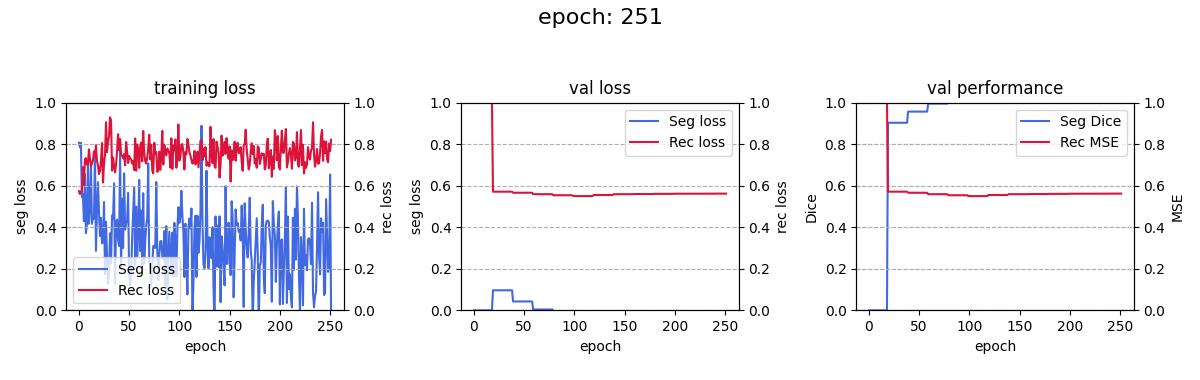 epoch: 251
training loss
1.0
0.8
0.6
0.4
0.2
0.0
seg loss
1.0
0.8
0.6
0.4
0.2
0.0
rec loss
Seg loss
Rec loss
0 50 100 150 200 250
epoch
val loss
1.0
0.8
0.6
0.4
0.2
0.0
seg loss
1.0
0.8
0.6
0.4
0.2
0.0
rec loss
Seg loss
Rec loss
0 50 100 150 200 250
epoch
val performance
1.0
0.8
0.6
0.4
0.2
0.0
Dice
1.0
0.8
0.6
0.4
0.2
0.0
MSE
Seg Dice
Rec MSE
0 50 100 150 200 250
epoch